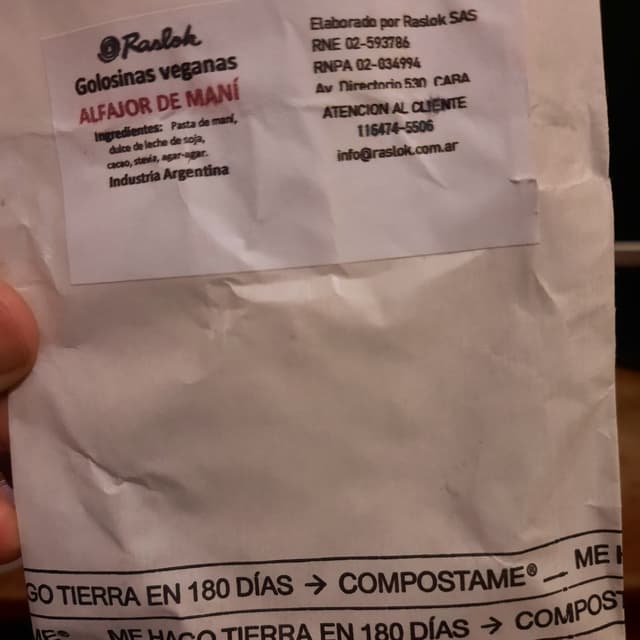 Raslok
Golosinas veganas
ALFAJOR DE MANÍ
Ingredientes: Pasta de maní,
dulce de leche de soja,
cacao, stevia, agar-agar.
Industria Argentina
Elaborado por Raslok SAS
RNE 02-593786
RNPA 02-034994
Av Directorio 530 CABA
ATENCION AL CLIENTE
116474-5506
info@raslok.com.ar
GO TIERRA EN 180 DÍAS → COMPOSTAME® — ME H
ME® ME HAGO TIERRA EN 180 DÍAS → COMPOST